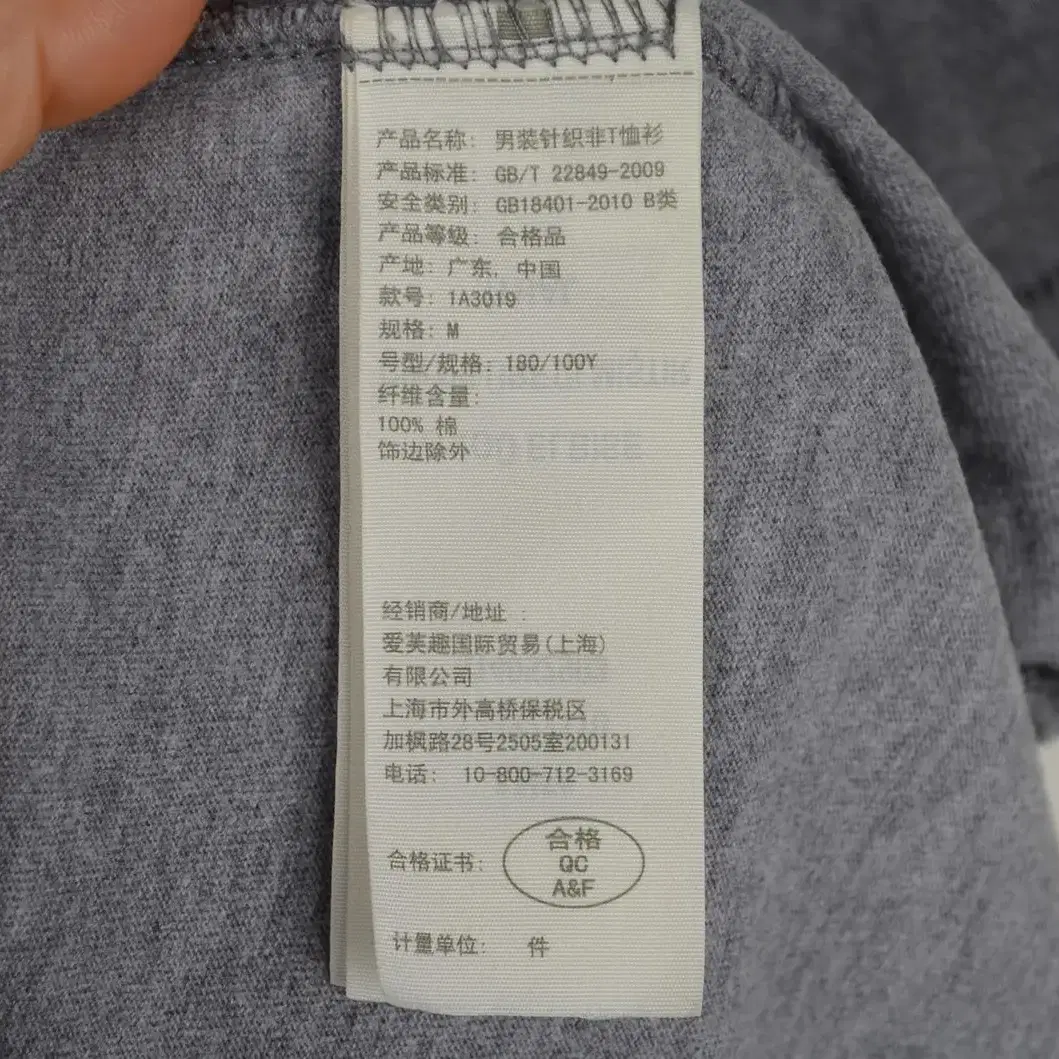 产品名称: 男装针织非T恤衫
产品标准: GB/T 22849-2009
安全类别: GB18401-2010 B类
产品等级: 合格品
产地: 广东, 中国
款号: 1A3019
规格: M
号型/规格: 180/100Y
纤维含量:
100% 棉
饰边除外
经销商/地址 :
爱芙趣国际贸易(上海)
有限公司
上海市外高桥保税区
加枫路28号2505室200131
电话: 10-800-712-3169
合格证书:
合格
QC
A&F
计量单位: 件